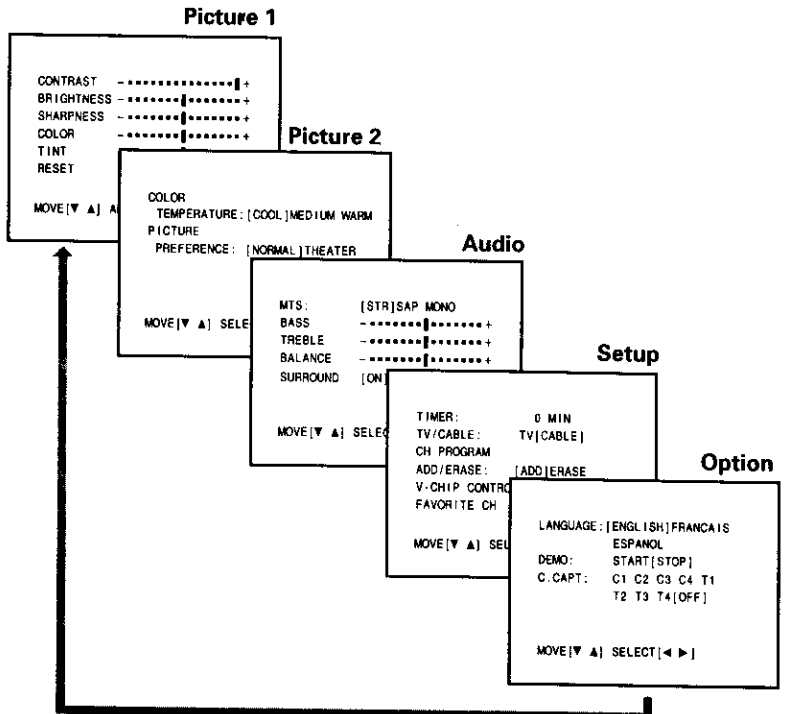 Picture 1
CONTRAST - +
BRIGHTNESS - +
SHARPNESS - +
COLOR - +
TINT
RESET
MOVE[▼ ▲]
Picture 2
COLOR
TEMPERATURE: [COOL]MEDIUM WARM
PICTURE
PREFERENCE: [NORMAL]THEATER
MOVE[▼ ▲] SELE
Audio
MTS: [STR]SAP MONO
BASS - +
TREBLE - +
BALANCE - +
SURROUND [ON]
MOVE[▼ ▲] SELEC
Setup
TIMER: 0 MIN
TV/CABLE: TV[CABLE]
CH PROGRAM
ADD/ERASE: [ADD]ERASE
V-CHIP CONTRO
FAVORITE CH
MOVE[▼ ▲] SEL
Option
LANGUAGE:[ENGLISH]FRANCAIS
ESPANOL
DEMO: START[STOP]
C.CAPT: C1 C2 C3 C4 T1
T2 T3 T4[OFF]
MOVE[▼ ▲] SELECT[◄ ►]